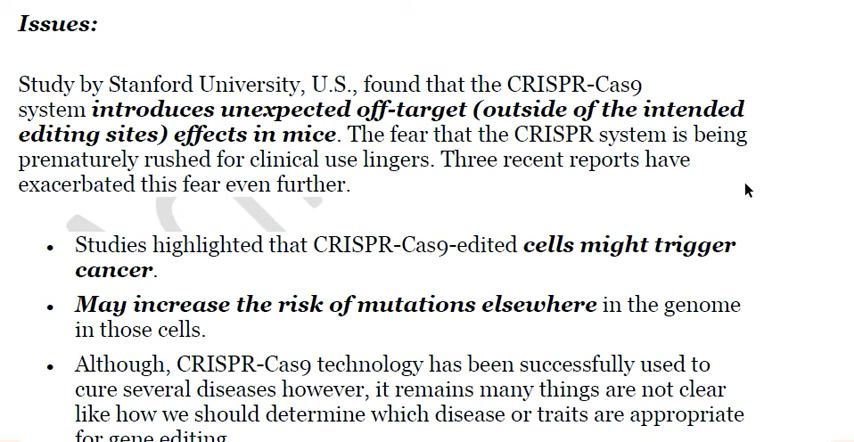 Issues:
Study by Stanford University, U.S., found that the CRISPR-Cas9
system introduces unexpected off-target (outside of the intended
editing sites) effects in mice. The fear that the CRISPR system is being
prematurely rushed for clinical use lingers. Three recent reports have
exacerbated this fear even further.
• Studies highlighted that CRISPR-Cas9-edited cells might trigger
cancer.
• May increase the risk of mutations elsewhere in the genome
in those cells.
• Although, CRISPR-Cas9 technology has been successfully used to
cure several diseases however, it remains many things are not clear
like how we should determine which disease or traits are appropriate
for gene editing